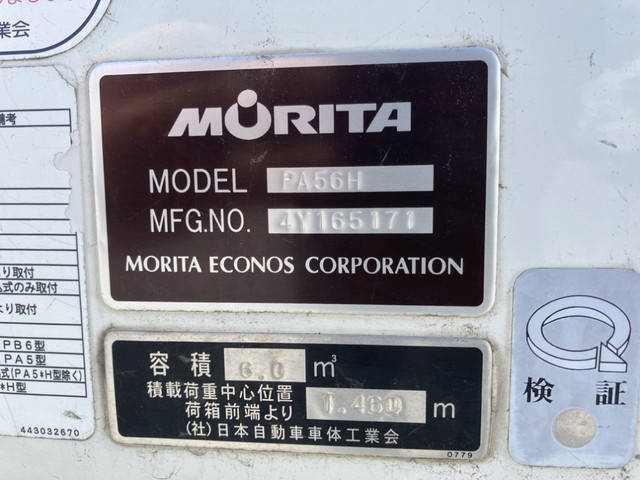 業会
備考
MORITA
MODEL PA56H
MFG.NO. 4Y165171
MORITA ECONOS CORPORATION
り取付
式のみ取付
より取付
PB6型
PA5型
式(PA5*H型除く)
*H型
443032670
容積 6.0 m³
積載荷重中心位置
荷箱前端より 1.460 m
(社)日本自動車車体工業会
0779
検証